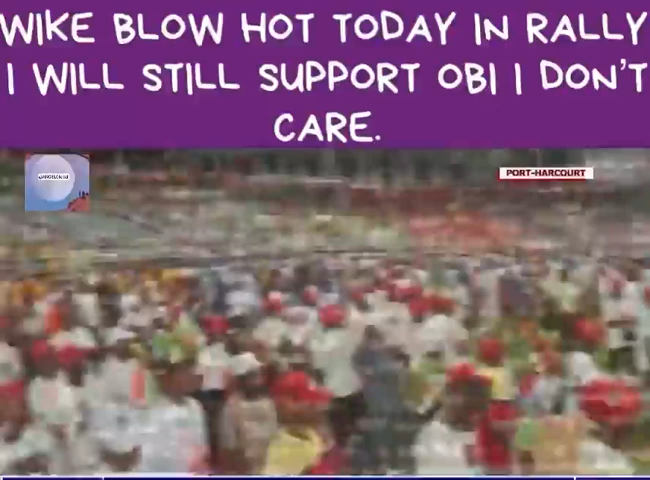 WIKE BLOW HOT TODAY IN RALLY
I WILL STILL SUPPORT OBI I DON'T
CARE.
PORT-HARCOURT